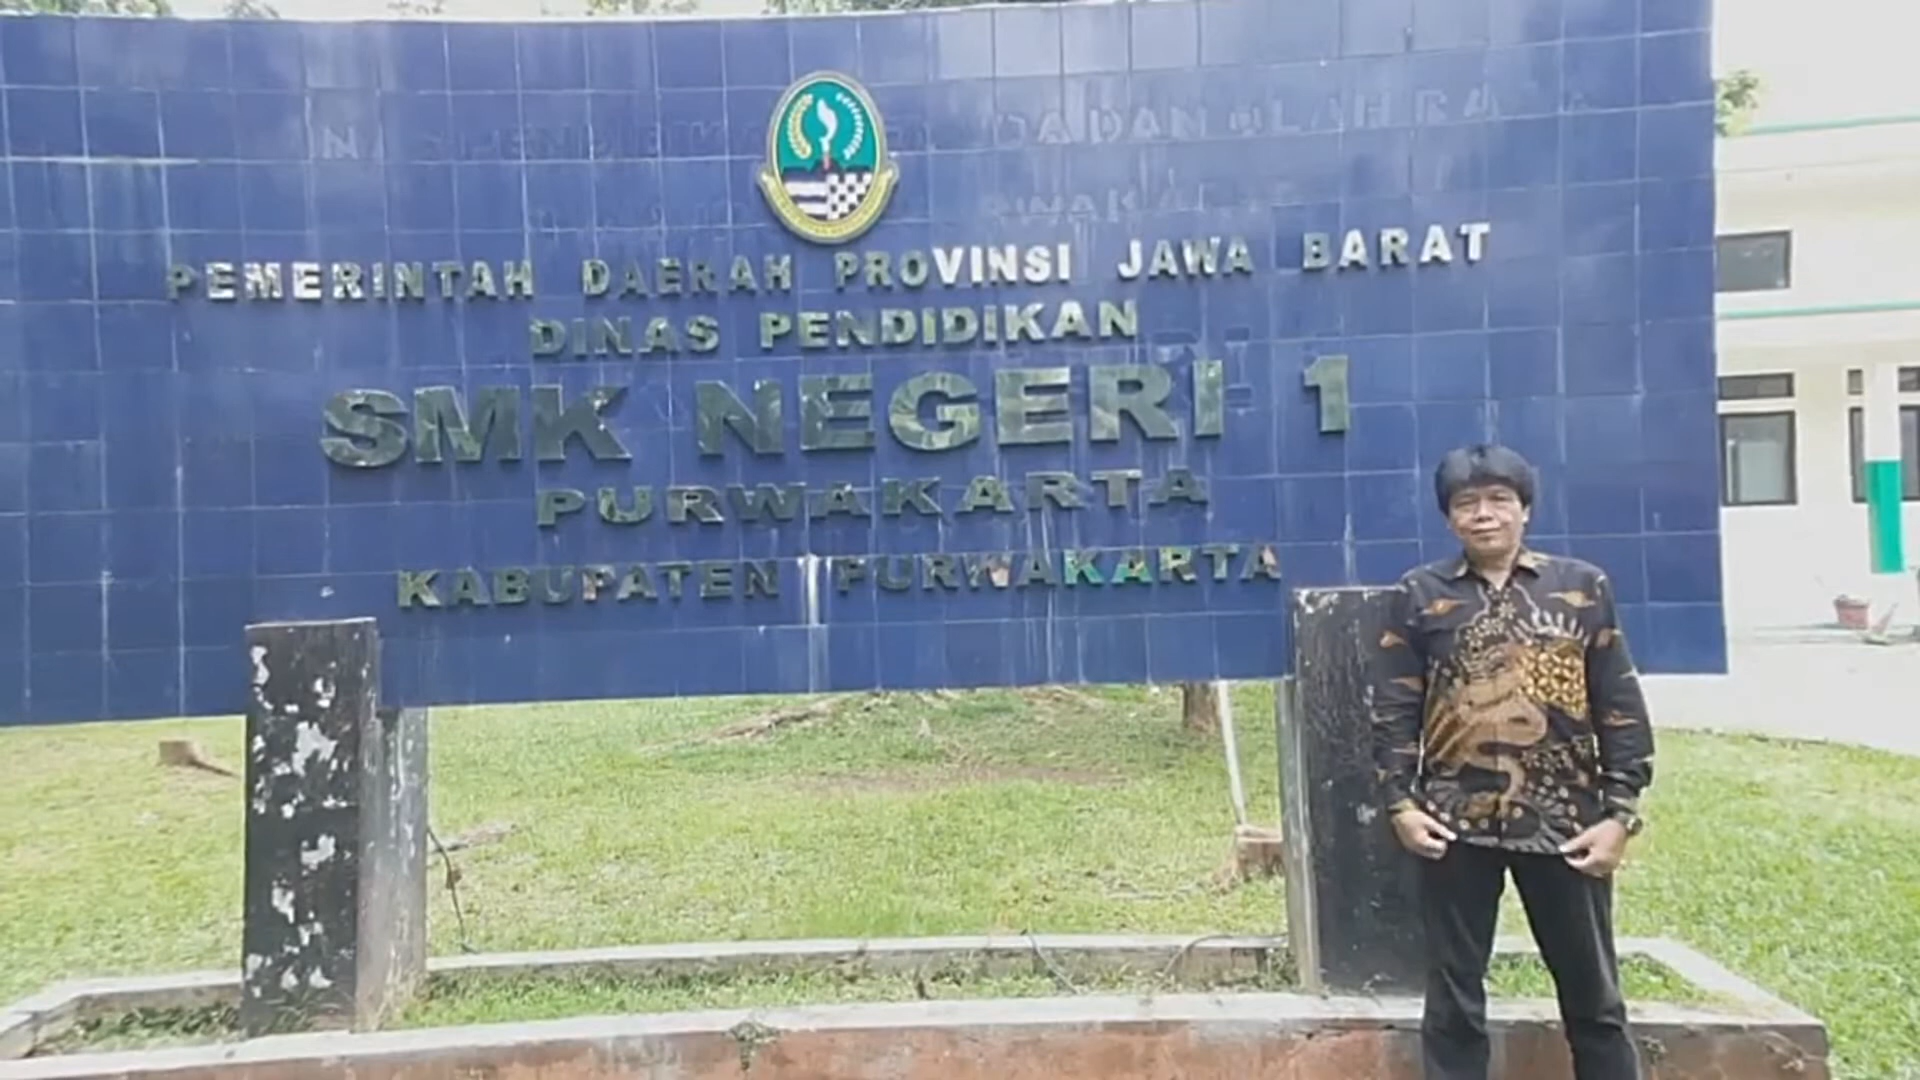 PEMERINTAH DAERAH PROVINSI JAWA BARAT
DINAS PENDIDIKAN
SMK NEGERI 1
PURWAKARTA
KABUPATEN PURWAKARTA